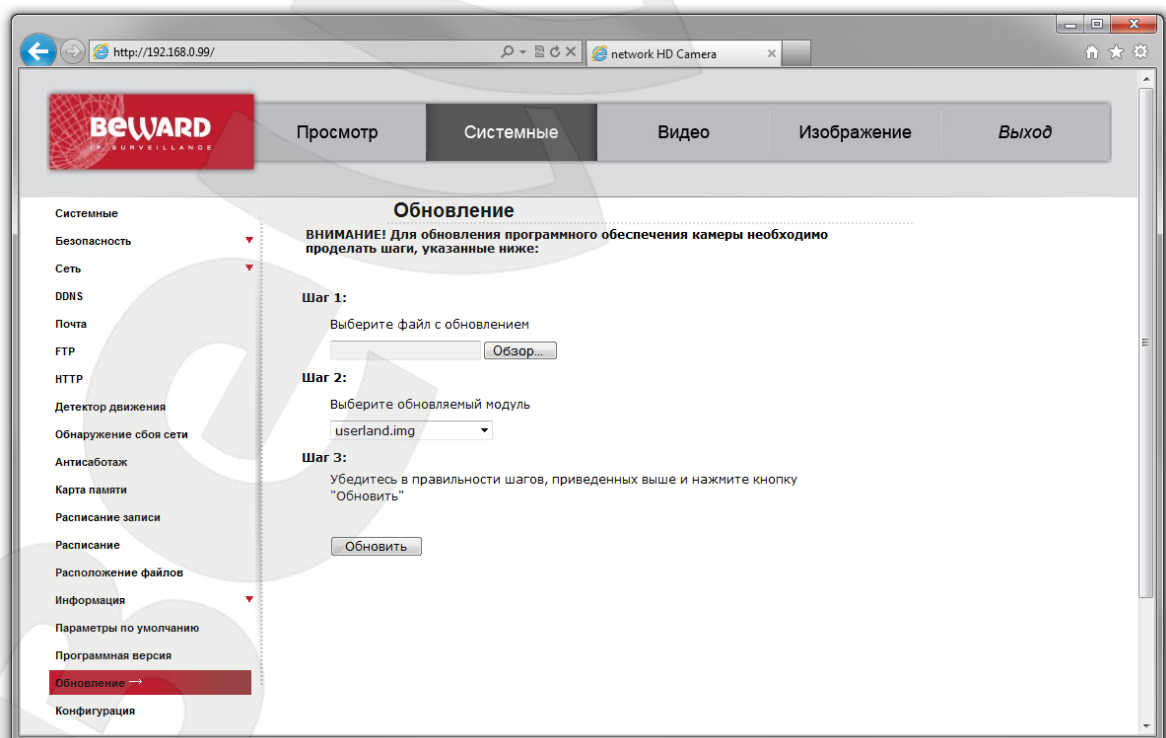 http://192.168.0.99/
network HD Camera
BEWARD
IP SURVEILLANCE
Просмотр
Системные
Видео
Изображение
Выход
Системные
Безопасность
Сеть
DDNS
Почта
FTP
HTTP
Детектор движения
Обнаружение сбоя сети
Антисаботаж
Карта памяти
Расписание записи
Расписание
Расположение файлов
Информация
Параметры по умолчанию
Программная версия
Обновление →
Конфигурация
Обновление
ВНИМАНИЕ! Для обновления программного обеспечения камеры необходимо
проделать шаги, указанные ниже:
Шаг 1:
Выберите файл с обновлением
Обзор...
Шаг 2:
Выберите обновляемый модуль
userland.img
Шаг 3:
Убедитесь в правильности шагов, приведенных выше и нажмите кнопку
"Обновить"
Обновить